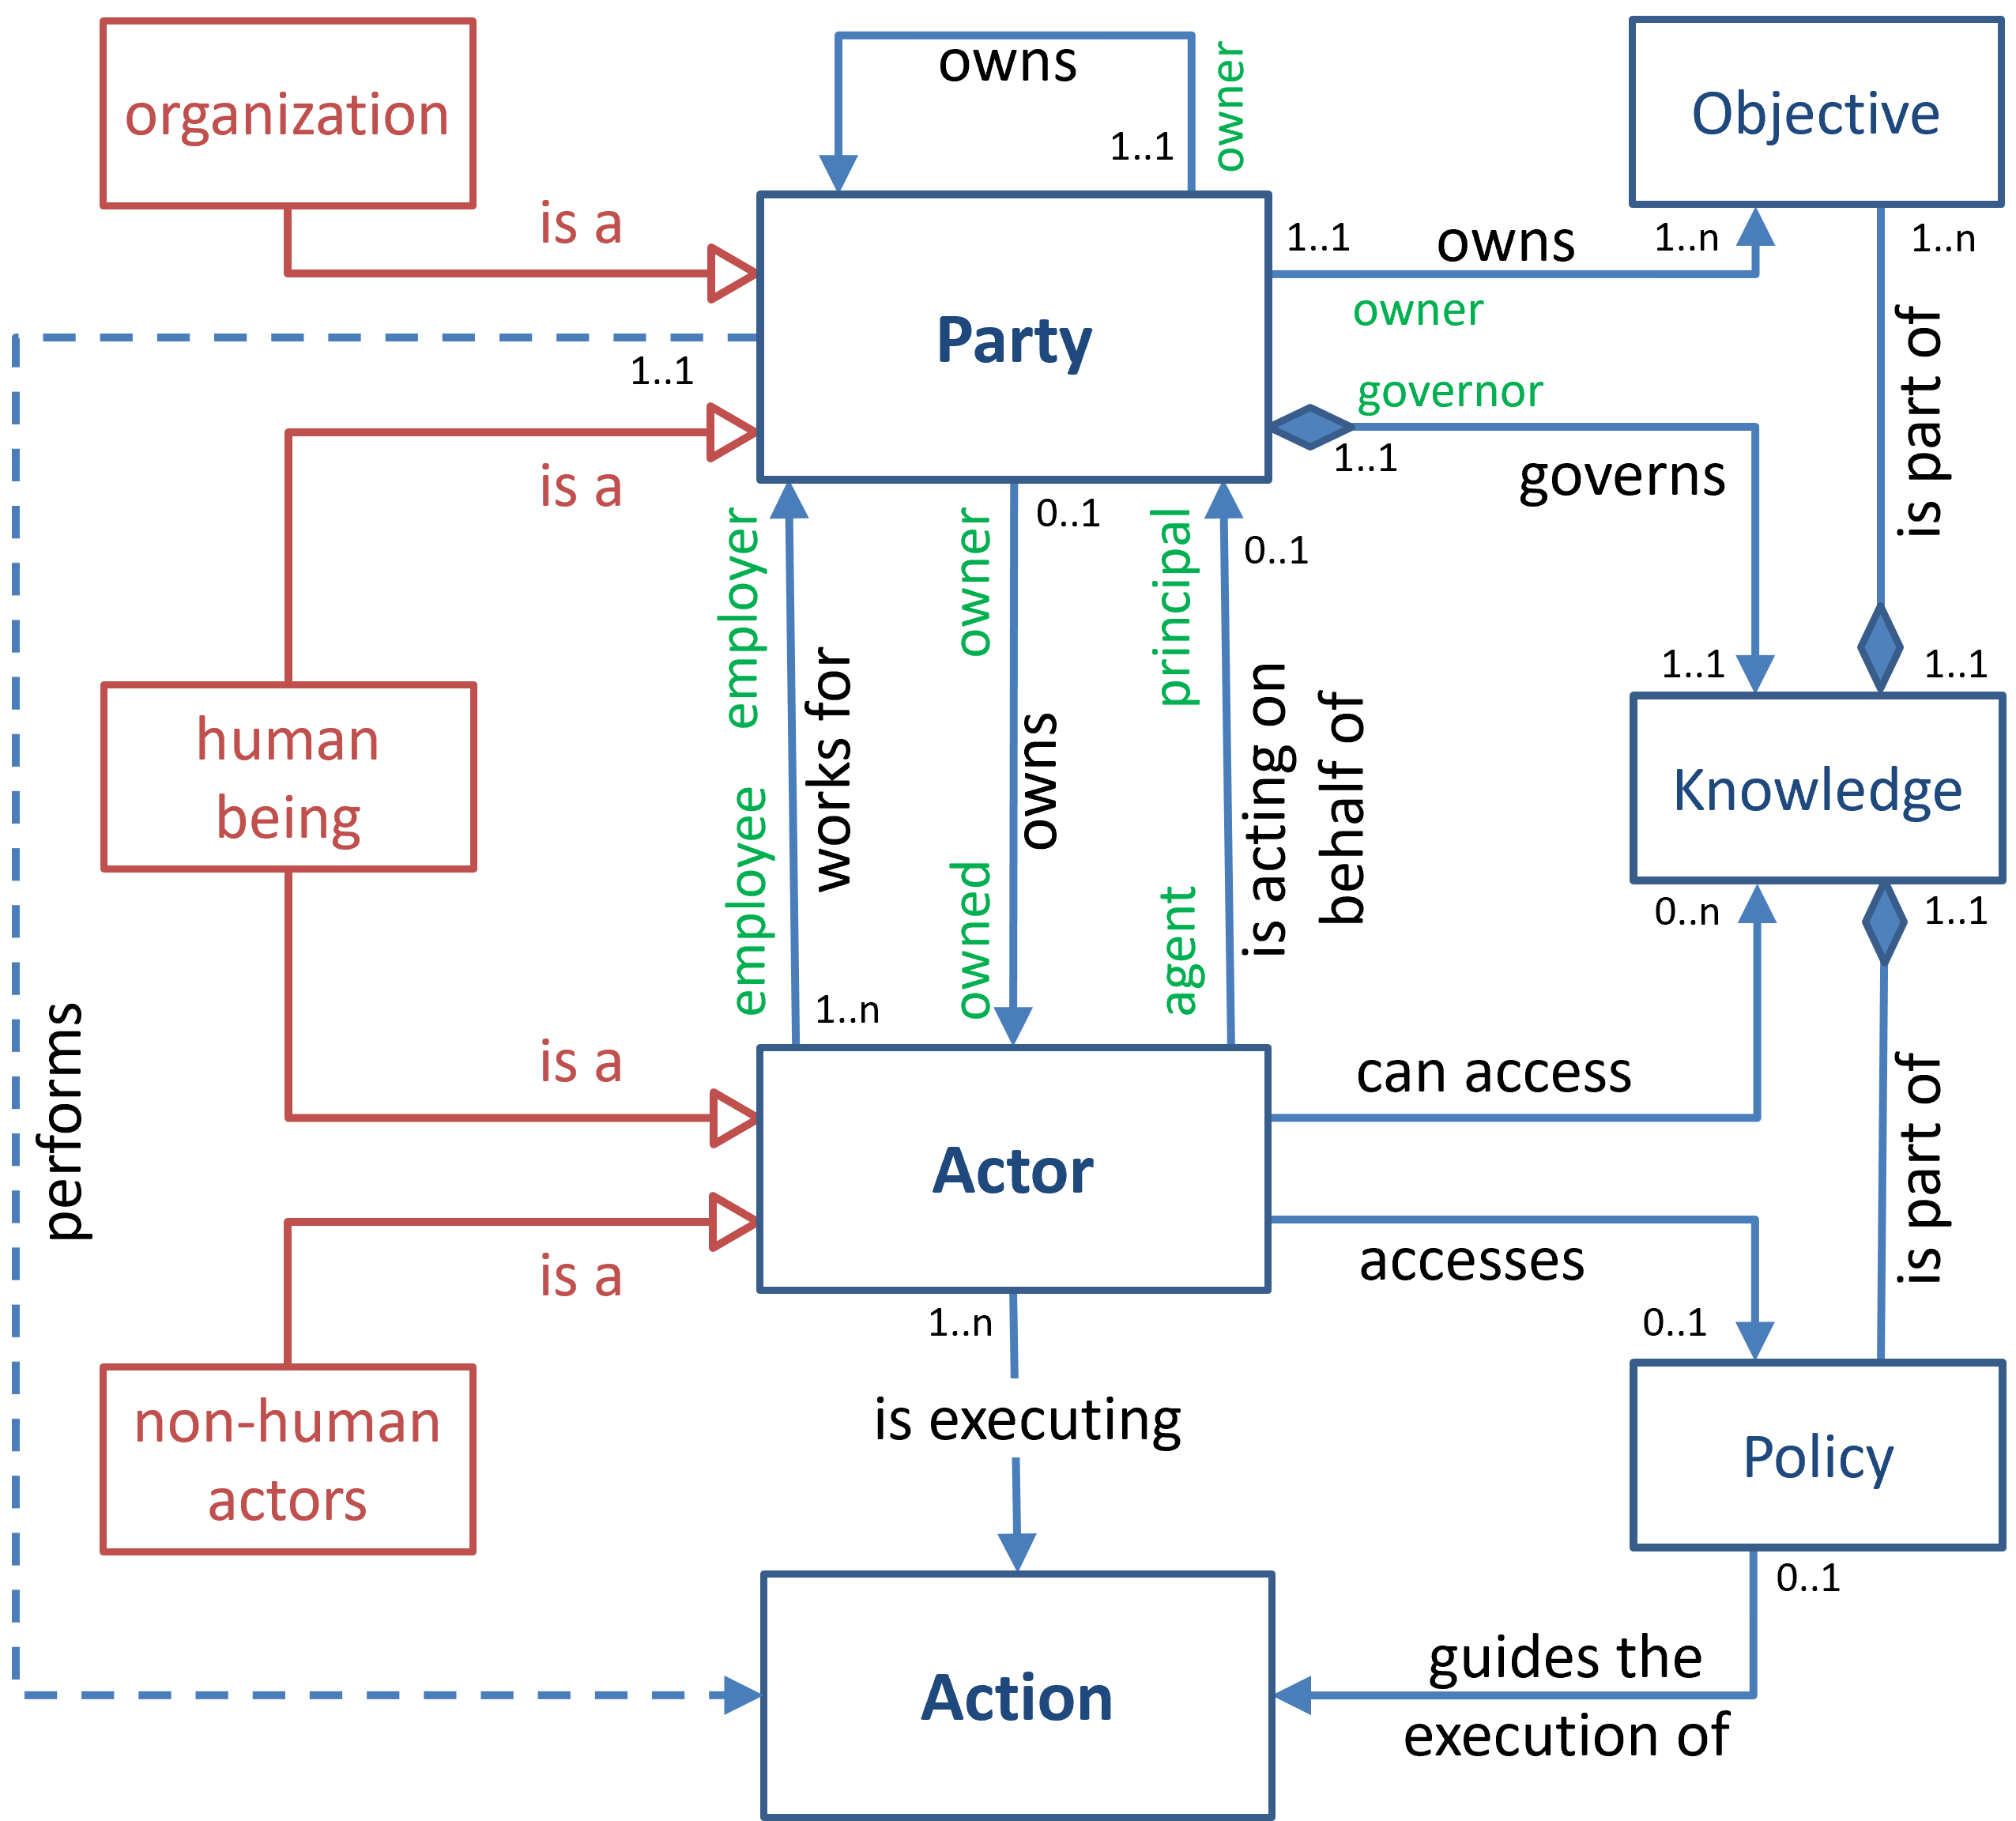 organization
is a
owns
1..1
owner
Objective
Party
1..1
owns
1..n
owner
1..n
is part of
1..1
governor
1..1
governs
is a
employer
employee
works for
1..n
0..1
owner
owned
owns
0..1
principal
agent
is acting on
behalf of
1..1
1..1
human
being
Knowledge
0..n
1..1
is a
can access
Actor
accesses
is part of
performs
is a
1..n
0..1
non-human
actors
is executing
Policy
0..1
Action
guides the
execution of